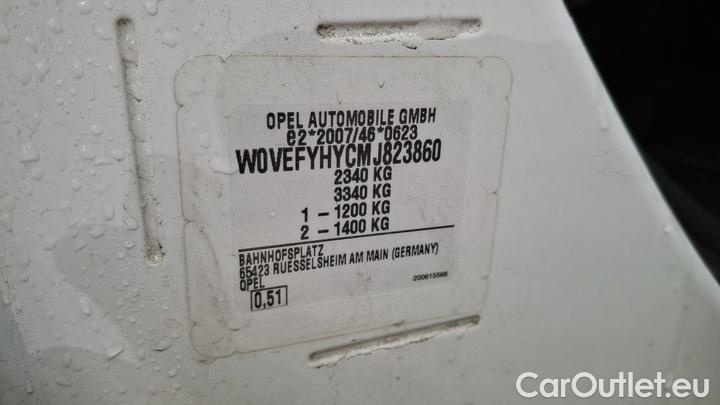 OPEL AUTOMOBILE GMBH
e2*2007/46*0623
W0VEFYHYCMJ823860
2340 KG
3340 KG
1 - 1200 KG
2 - 1400 KG
BAHNHOFSPLATZ
65423 RUESSELSHEIM AM MAIN (GERMANY)
OPEL
0,51
200615566
CarOutlet.eu